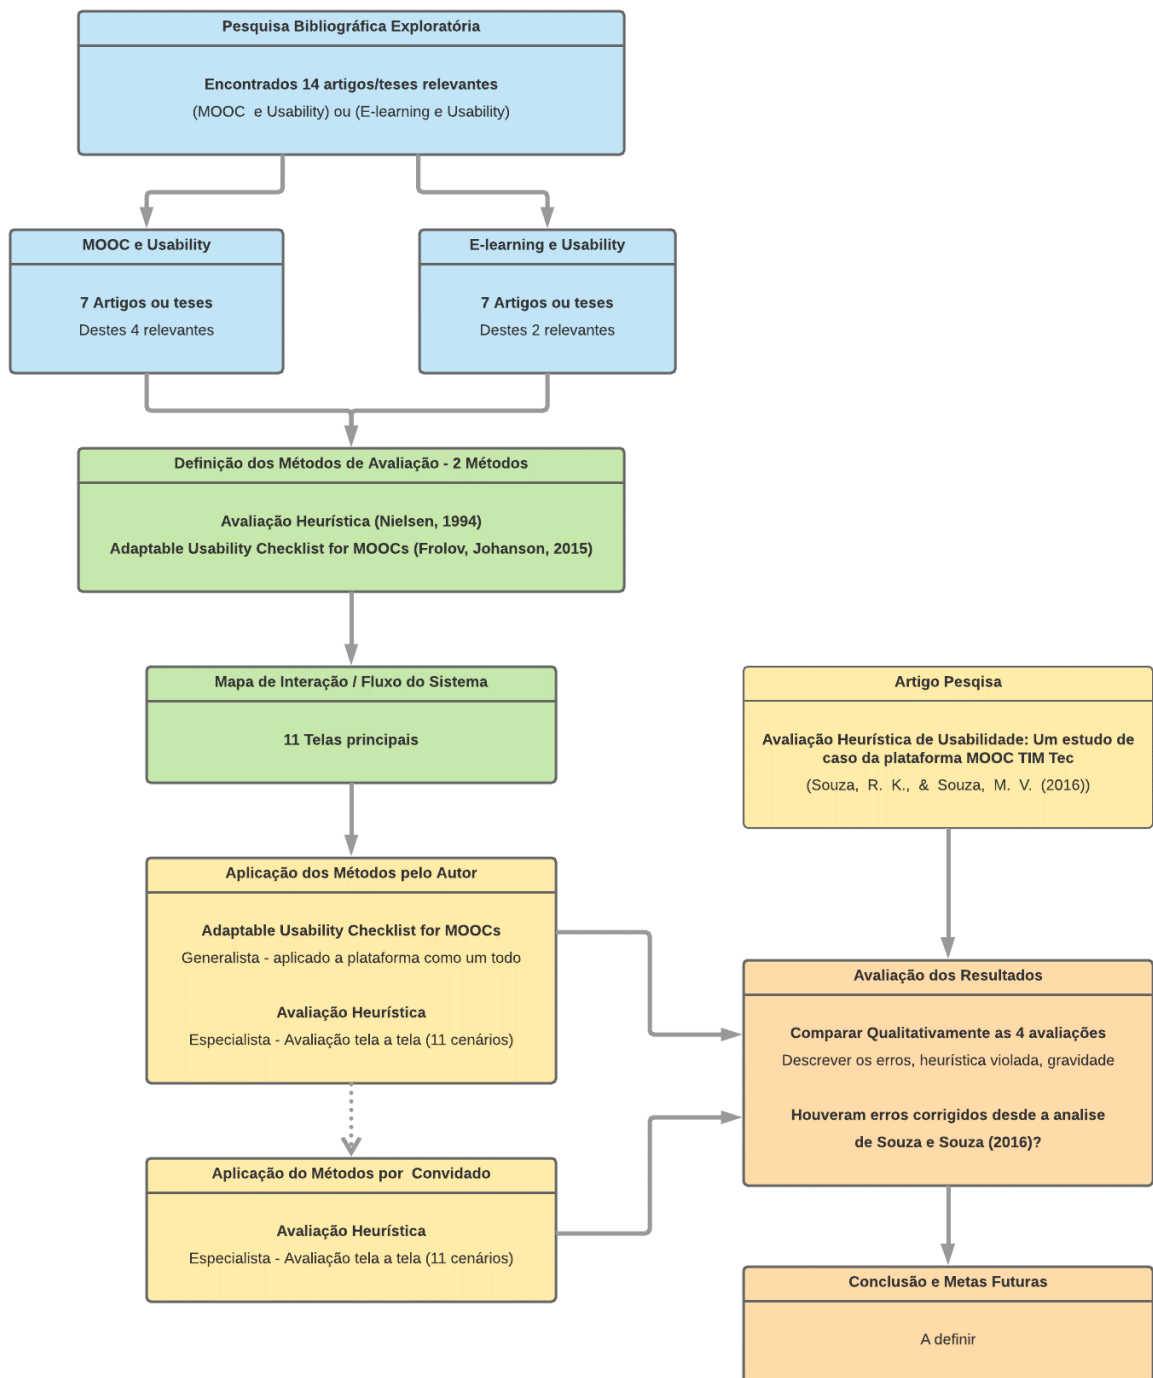 Pesquisa Bibliográfica Exploratória
Encontrados 14 artigos/teses relevantes
(MOOC e Usability) ou (E-learning e Usability)
MOOC e Usability
7 Artigos ou teses
Destes 4 relevantes
E-learning e Usability
7 Artigos ou teses
Destes 2 relevantes
Definição dos Métodos de Avaliação - 2 Métodos
Avaliação Heurística (Nielsen, 1994)
Adaptable Usability Checklist for MOOCs (Frolov, Johanson, 2015)
Mapa de Interação / Fluxo do Sistema
11 Telas principais
Artigo Pesqisa
Avaliação Heurística de Usabilidade: Um estudo de
caso da plataforma MOOC TIM Tec
(Souza, R. K., & Souza, M. V. (2016))
Aplicação dos Métodos pelo Autor
Adaptable Usability Checklist for MOOCs
Generalista - aplicado a plataforma como um todo
Avaliação Heurística
Especialista - Avaliação tela a tela (11 cenários)
Aplicação do Métodos por Convidado
Avaliação Heurística
Especialista - Avaliação tela a tela (11 cenários)
Avaliação dos Resultados
Comparar Qualitativamente as 4 avaliações
Descrever os erros, heurística violada, gravidade
Houveram erros corrigidos desde a analise
de Souza e Souza (2016)?
Conclusão e Metas Futuras
A definir